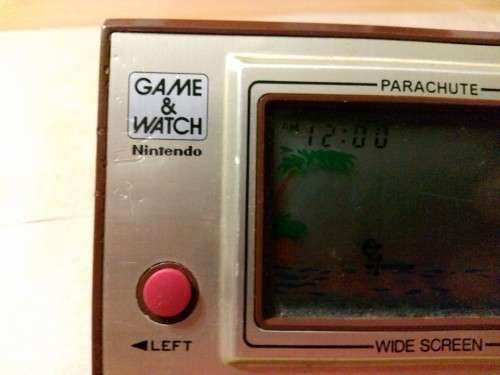 GAME
&
WATCH
Nintendo
PARACHUTE
12:00
WIDE SCREEN
◄LEFT